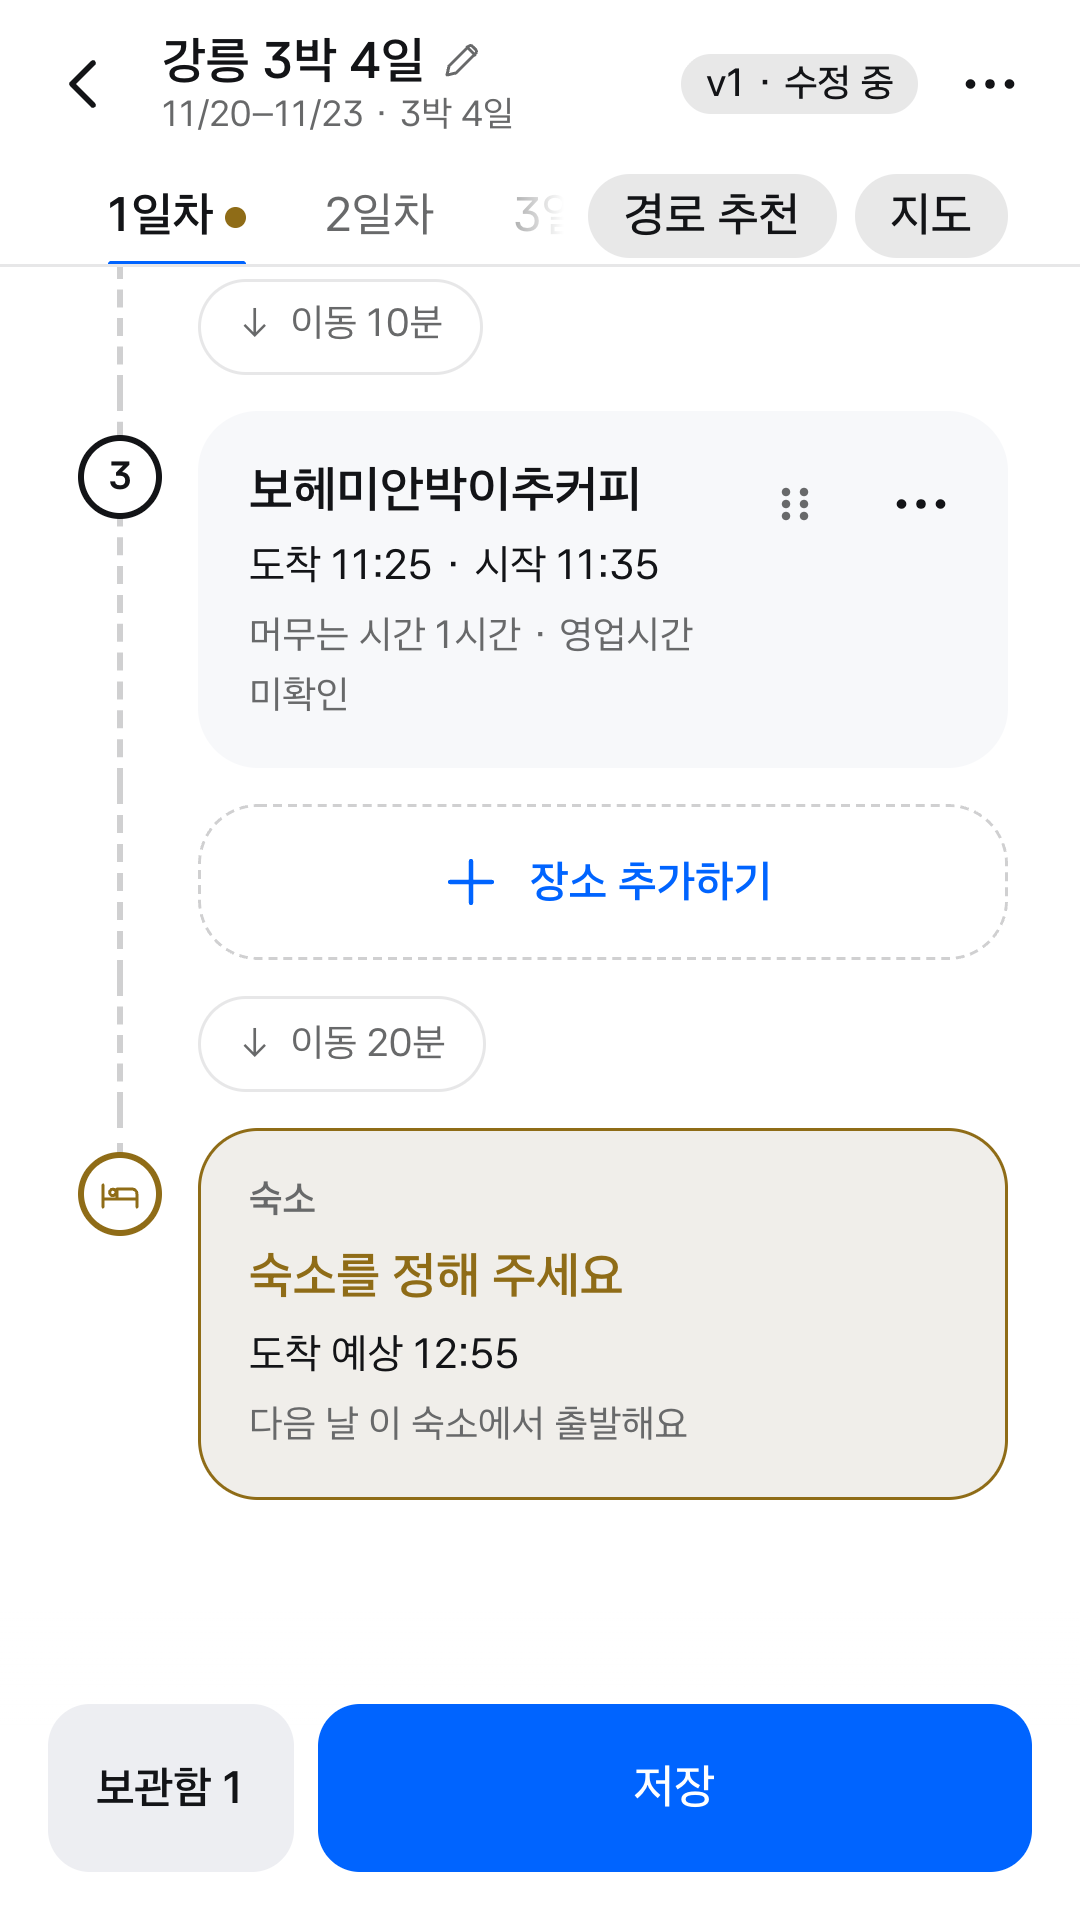 강릉 3박 4일
11/20–11/23 · 3박 4일
v1 · 수정 중
1일차
2일차
3일
경로 추천
지도
이동 10분
3
보헤미안박이추커피
도착 11:25 · 시작 11:35
머무는 시간 1시간 · 영업시간
미확인
장소 추가하기
이동 20분
숙소
숙소를 정해 주세요
도착 예상 12:55
다음 날 이 숙소에서 출발해요
보관함 1
저장